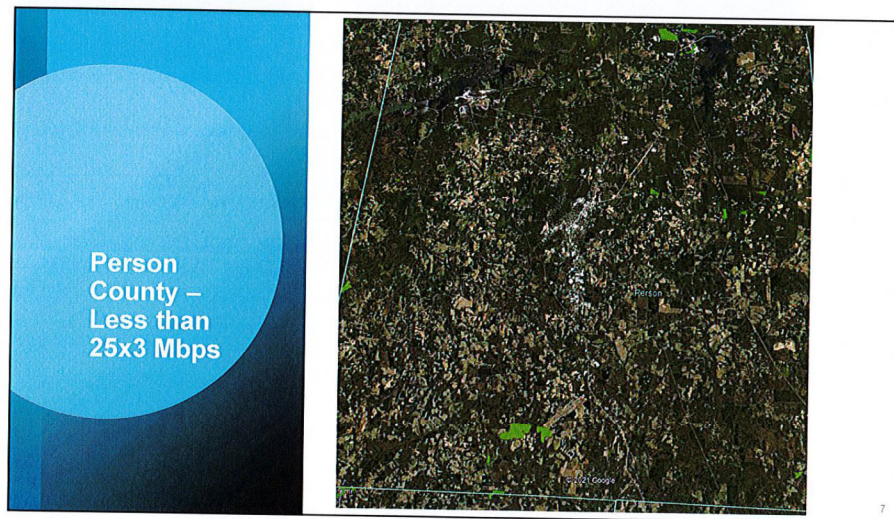 Person
County –
Less than
25x3 Mbps
Person
© 2021 Google
7